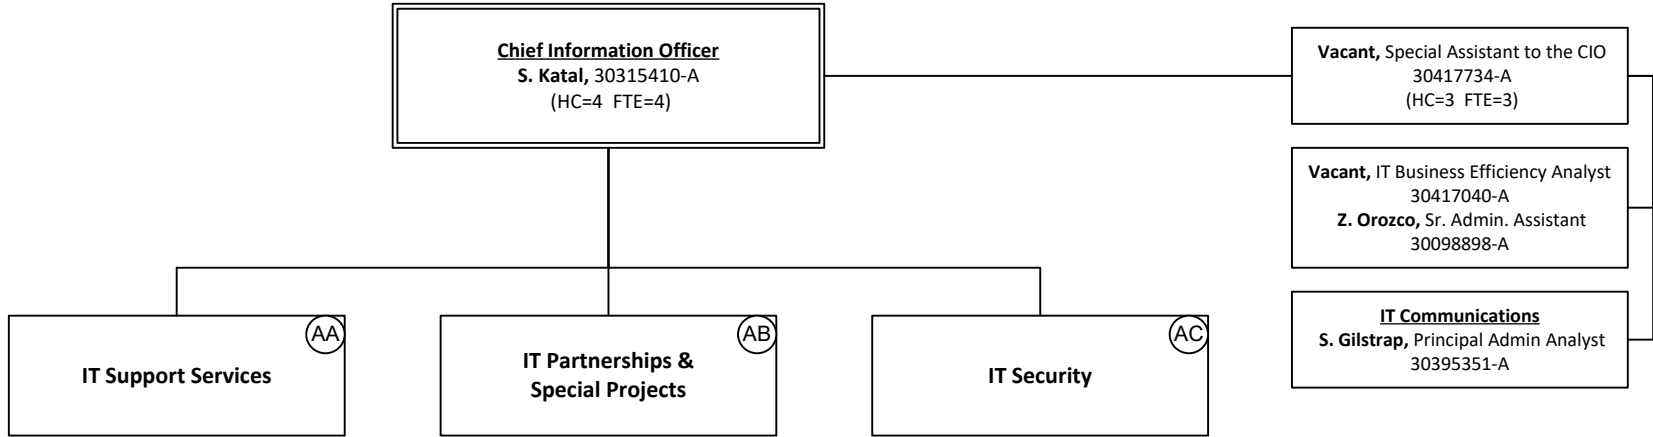 Chief Information Officer
S. Katal, 30315410-A
(HC=4  FTE=4)
Vacant, Special Assistant to the CIO
30417734-A
(HC=3  FTE=3)
Vacant, IT Business Efficiency Analyst
30417040-A
Z. Orozco, Sr. Admin. Assistant
30098898-A
IT Communications
S. Gilstrap, Principal Admin Analyst
30395351-A
AA
IT Support Services
AB
IT Partnerships &
Special Projects
AC
IT Security